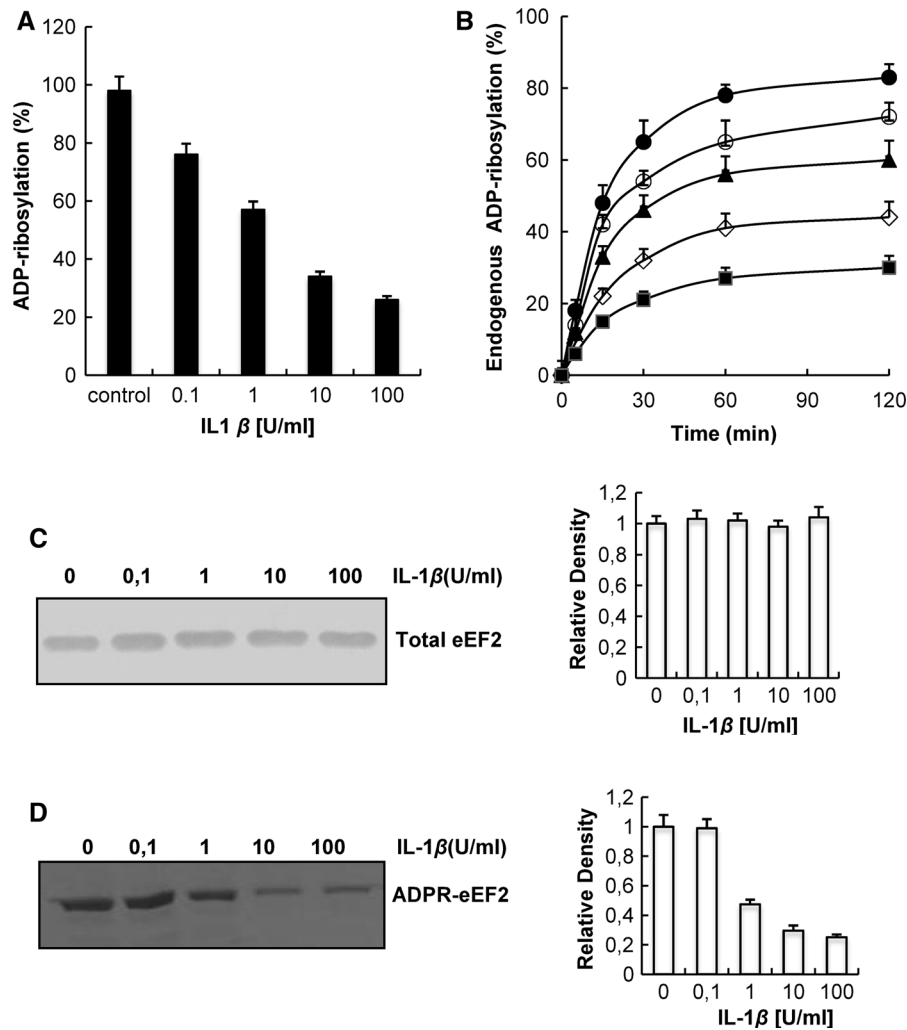 A
120
100
80
60
40
20
0
ADP-ribosylation (%)
control 0.1 1 10 100
IL1 β [U/ml]
B
100
80
60
40
20
0
Endogenous ADP-ribosylation (%)
0 30 60 90 120
Time (min)
C
0 0,1 1 10 100 IL-1β(U/ml)
Total eEF2
1,2
1
0,8
0,6
0,4
0,2
0
Relative Density
0 0,1 1 10 100
IL-1β [U/ml]
D
0 0,1 1 10 100 IL-1β(U/ml)
ADPR-eEF2
1,2
1
0,8
0,6
0,4
0,2
0
Relative Density
0 0,1 1 10 100
IL-1β [U/ml]